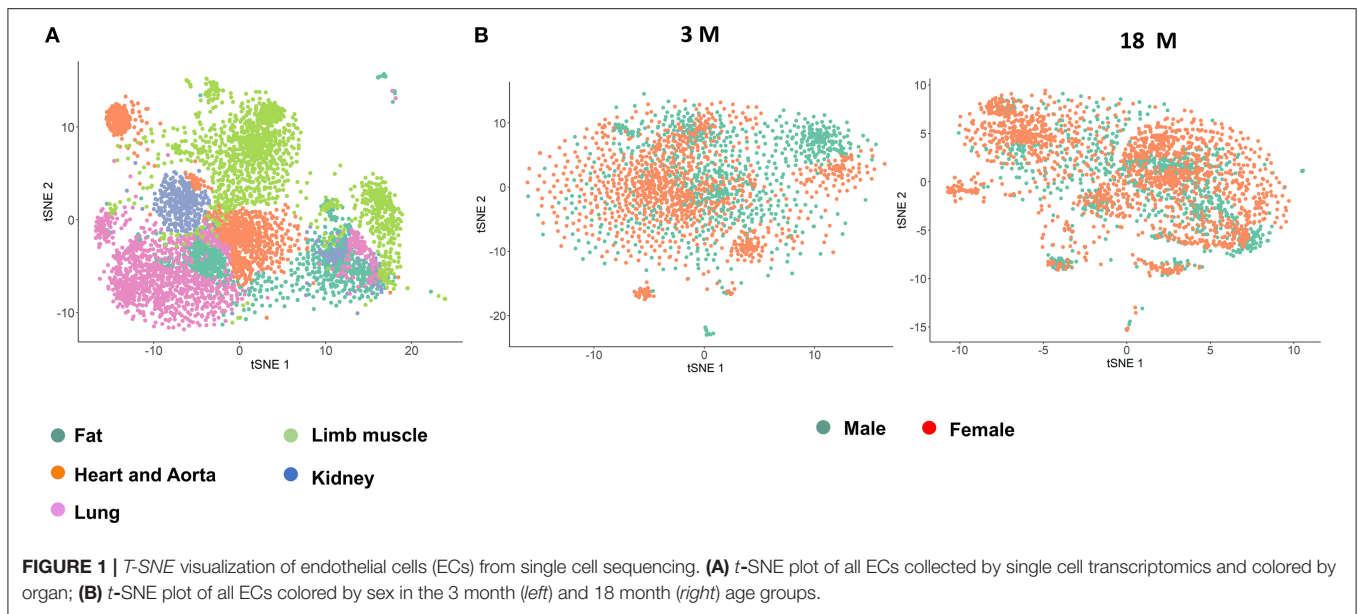 A
10
0
-10
tSNE 2
-10
0
10
20
tSNE 1
Fat
Limb muscle
Heart and Aorta
Kidney
Lung
B
3 M
10
0
-10
-20
tSNE 2
-10
0
10
tSNE 1
18 M
10
5
0
-5
-10
-15
tSNE 2
-10
-5
0
5
10
tSNE 1
Male
Female
FIGURE 1 | T-SNE visualization of endothelial cells (ECs) from single cell sequencing. (A) t-SNE plot of all ECs collected by single cell transcriptomics and colored by
organ; (B) t-SNE plot of all ECs colored by sex in the 3 month (left) and 18 month (right) age groups.